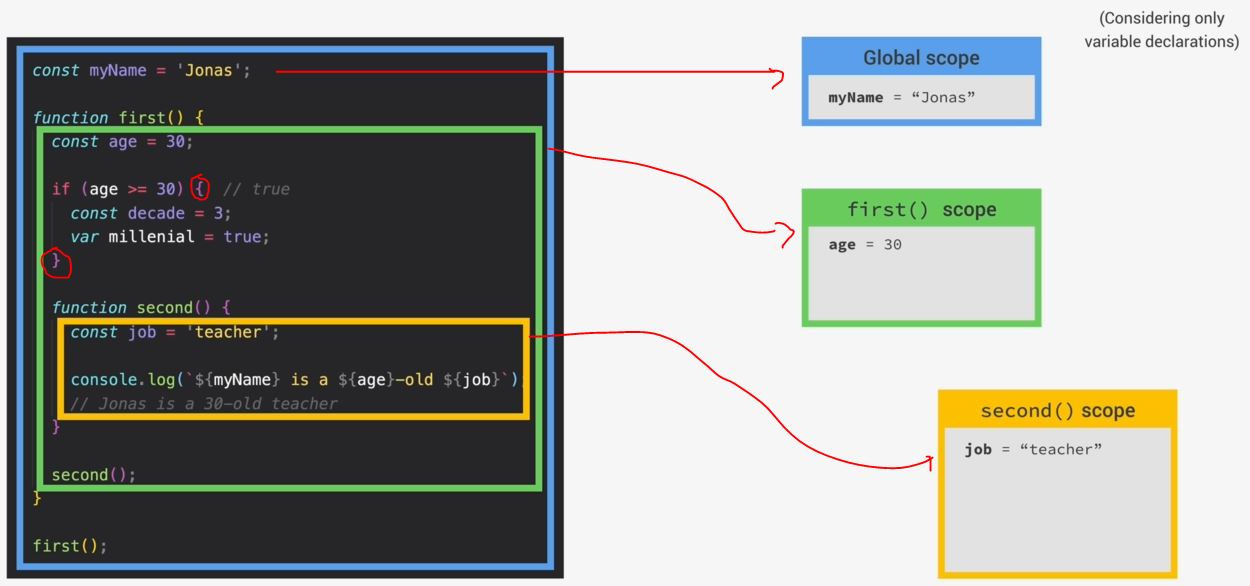 (Considering only
variable declarations)
const myName = 'Jonas';
function first() {
const age = 30;
if (age >= 30) { // true
const decade = 3;
var millenial = true;
}
function second() {
const job = 'teacher';
console.log(`${myName} is a ${age}-old ${job}`)
// Jonas is a 30-old teacher
}
second();
}
first();
Global scope
myName = “Jonas”
first() scope
age = 30
second() scope
job = “teacher”